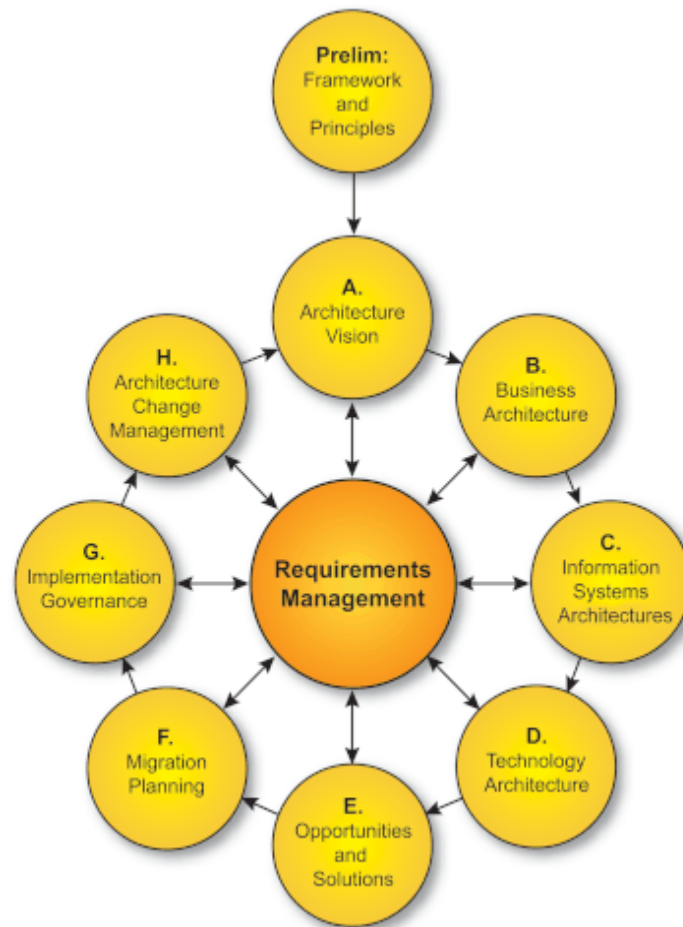 Prelim:
Framework
and
Principles
A.
Architecture
Vision
B.
Business
Architecture
C.
Information
Systems
Architectures
D.
Technology
Architecture
E.
Opportunities
and
Solutions
F.
Migration
Planning
G.
Implementation
Governance
H.
Architecture
Change
Management
Requirements
Management